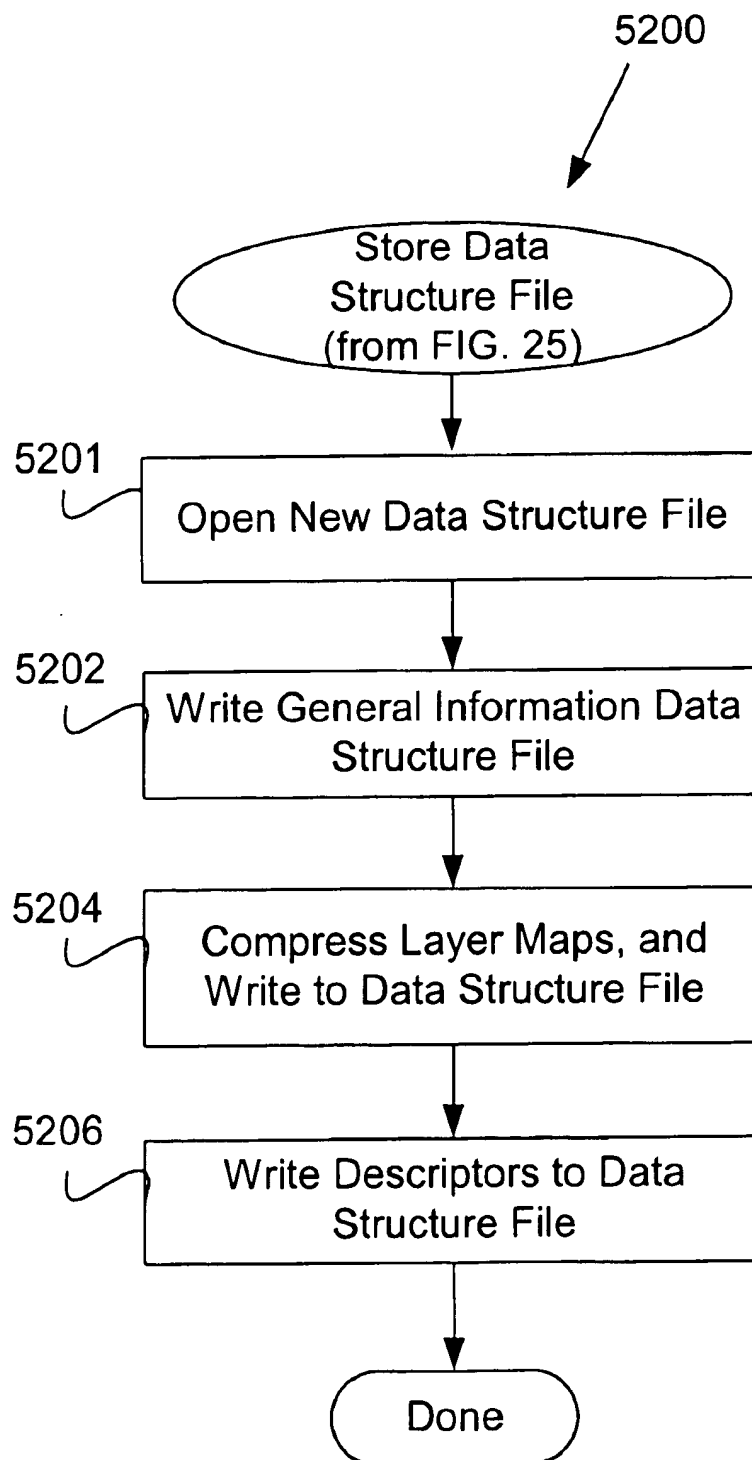 5200
Store Data
Structure File
(from FIG. 25)
5201
Open New Data Structure File
5202
Write General Information Data
Structure File
5204
Compress Layer Maps, and
Write to Data Structure File
5206
Write Descriptors to Data
Structure File
Done